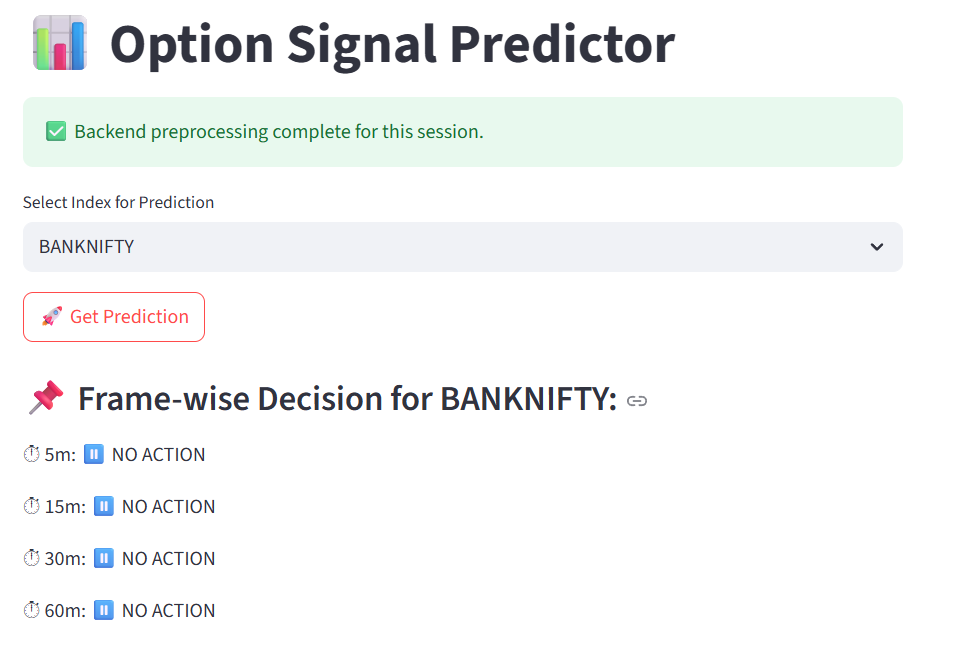 📊 Option Signal Predictor
✅ Backend preprocessing complete for this session.
Select Index for Prediction
BANKNIFTY
🚀 Get Prediction
📌 Frame-wise Decision for BANKNIFTY:
⏱ 5m: ⏸ NO ACTION
⏱ 15m: ⏸ NO ACTION
⏱ 30m: ⏸ NO ACTION
⏱ 60m: ⏸ NO ACTION